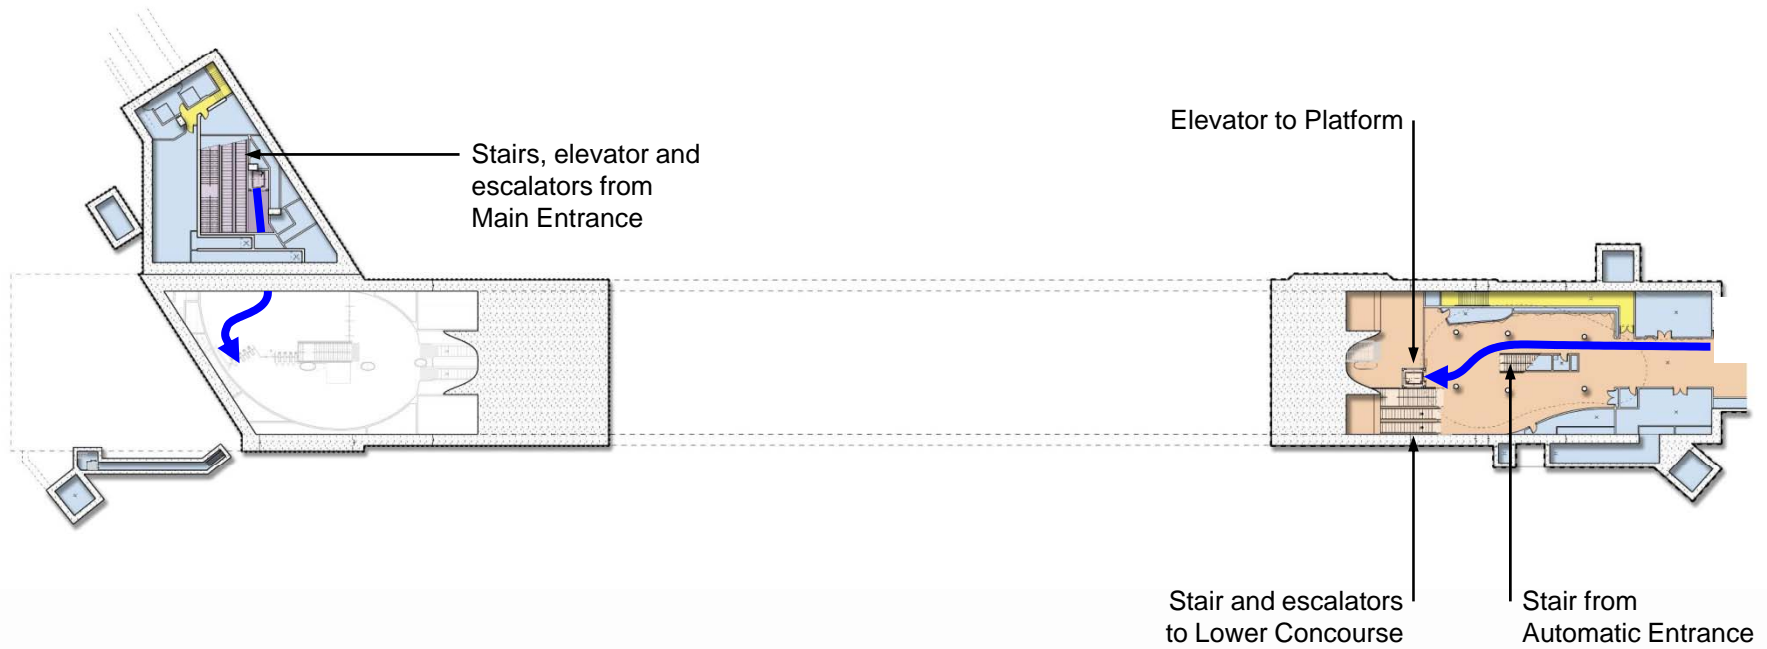 Elevator to Platform
Stairs, elevator and
escalators from
Main Entrance
Stair and escalators
to Lower Concourse
Stair from
Automatic Entrance